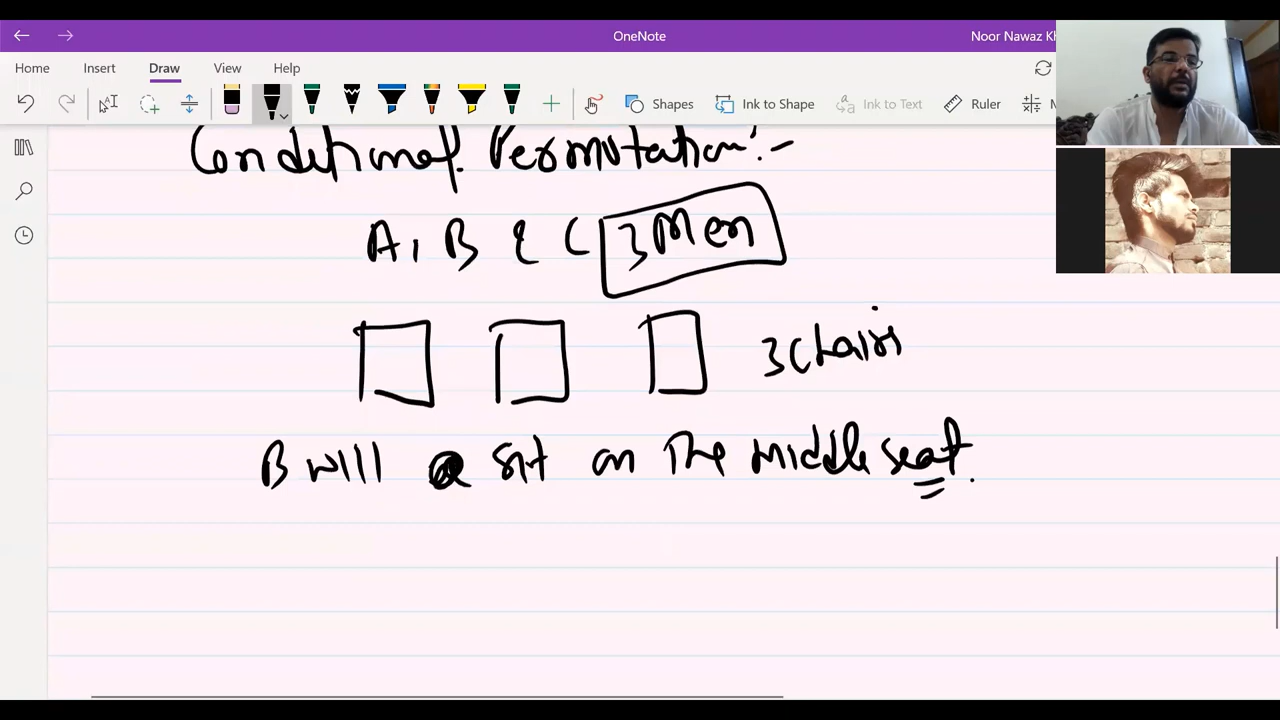 OneNote
Noor Nawaz Kh
Home Insert Draw View Help
Shapes Ink to Shape Ink to Text Ruler M
Conditional Permutation:-
A, B & C 3 Men
3 Chairs
B will sit on The middle seat.